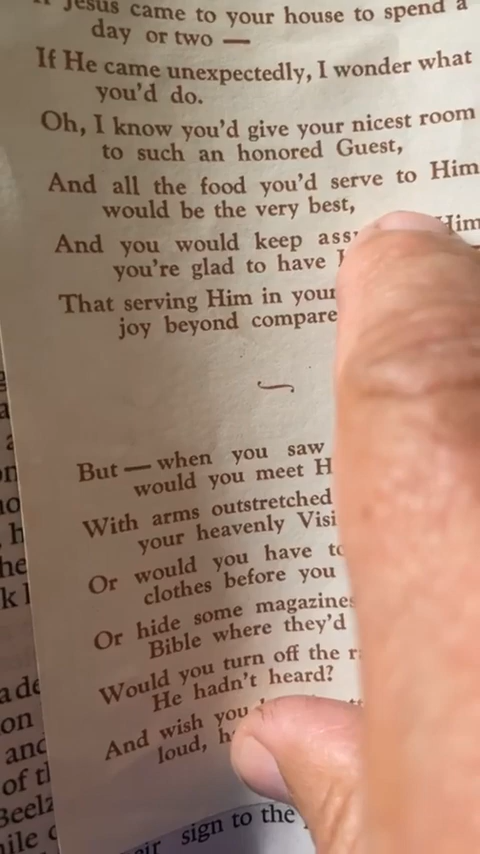 Jesus came to your house to spend a
day or two —
If He came unexpectedly, I wonder what
you'd do.
Oh, I know you'd give your nicest room
to such an honored Guest,
And all the food you'd serve to Him
would be the very best,
And you would keep Him
you're glad to have
That serving Him in your
joy beyond compare
But — when you saw
would you meet
With arms outstretched
your heavenly
Or would you have
clothes before you
Or hide some magazines
Bible where they'd
Would you turn off the
He hadn't heard?
And wish you
loud,
sign to the